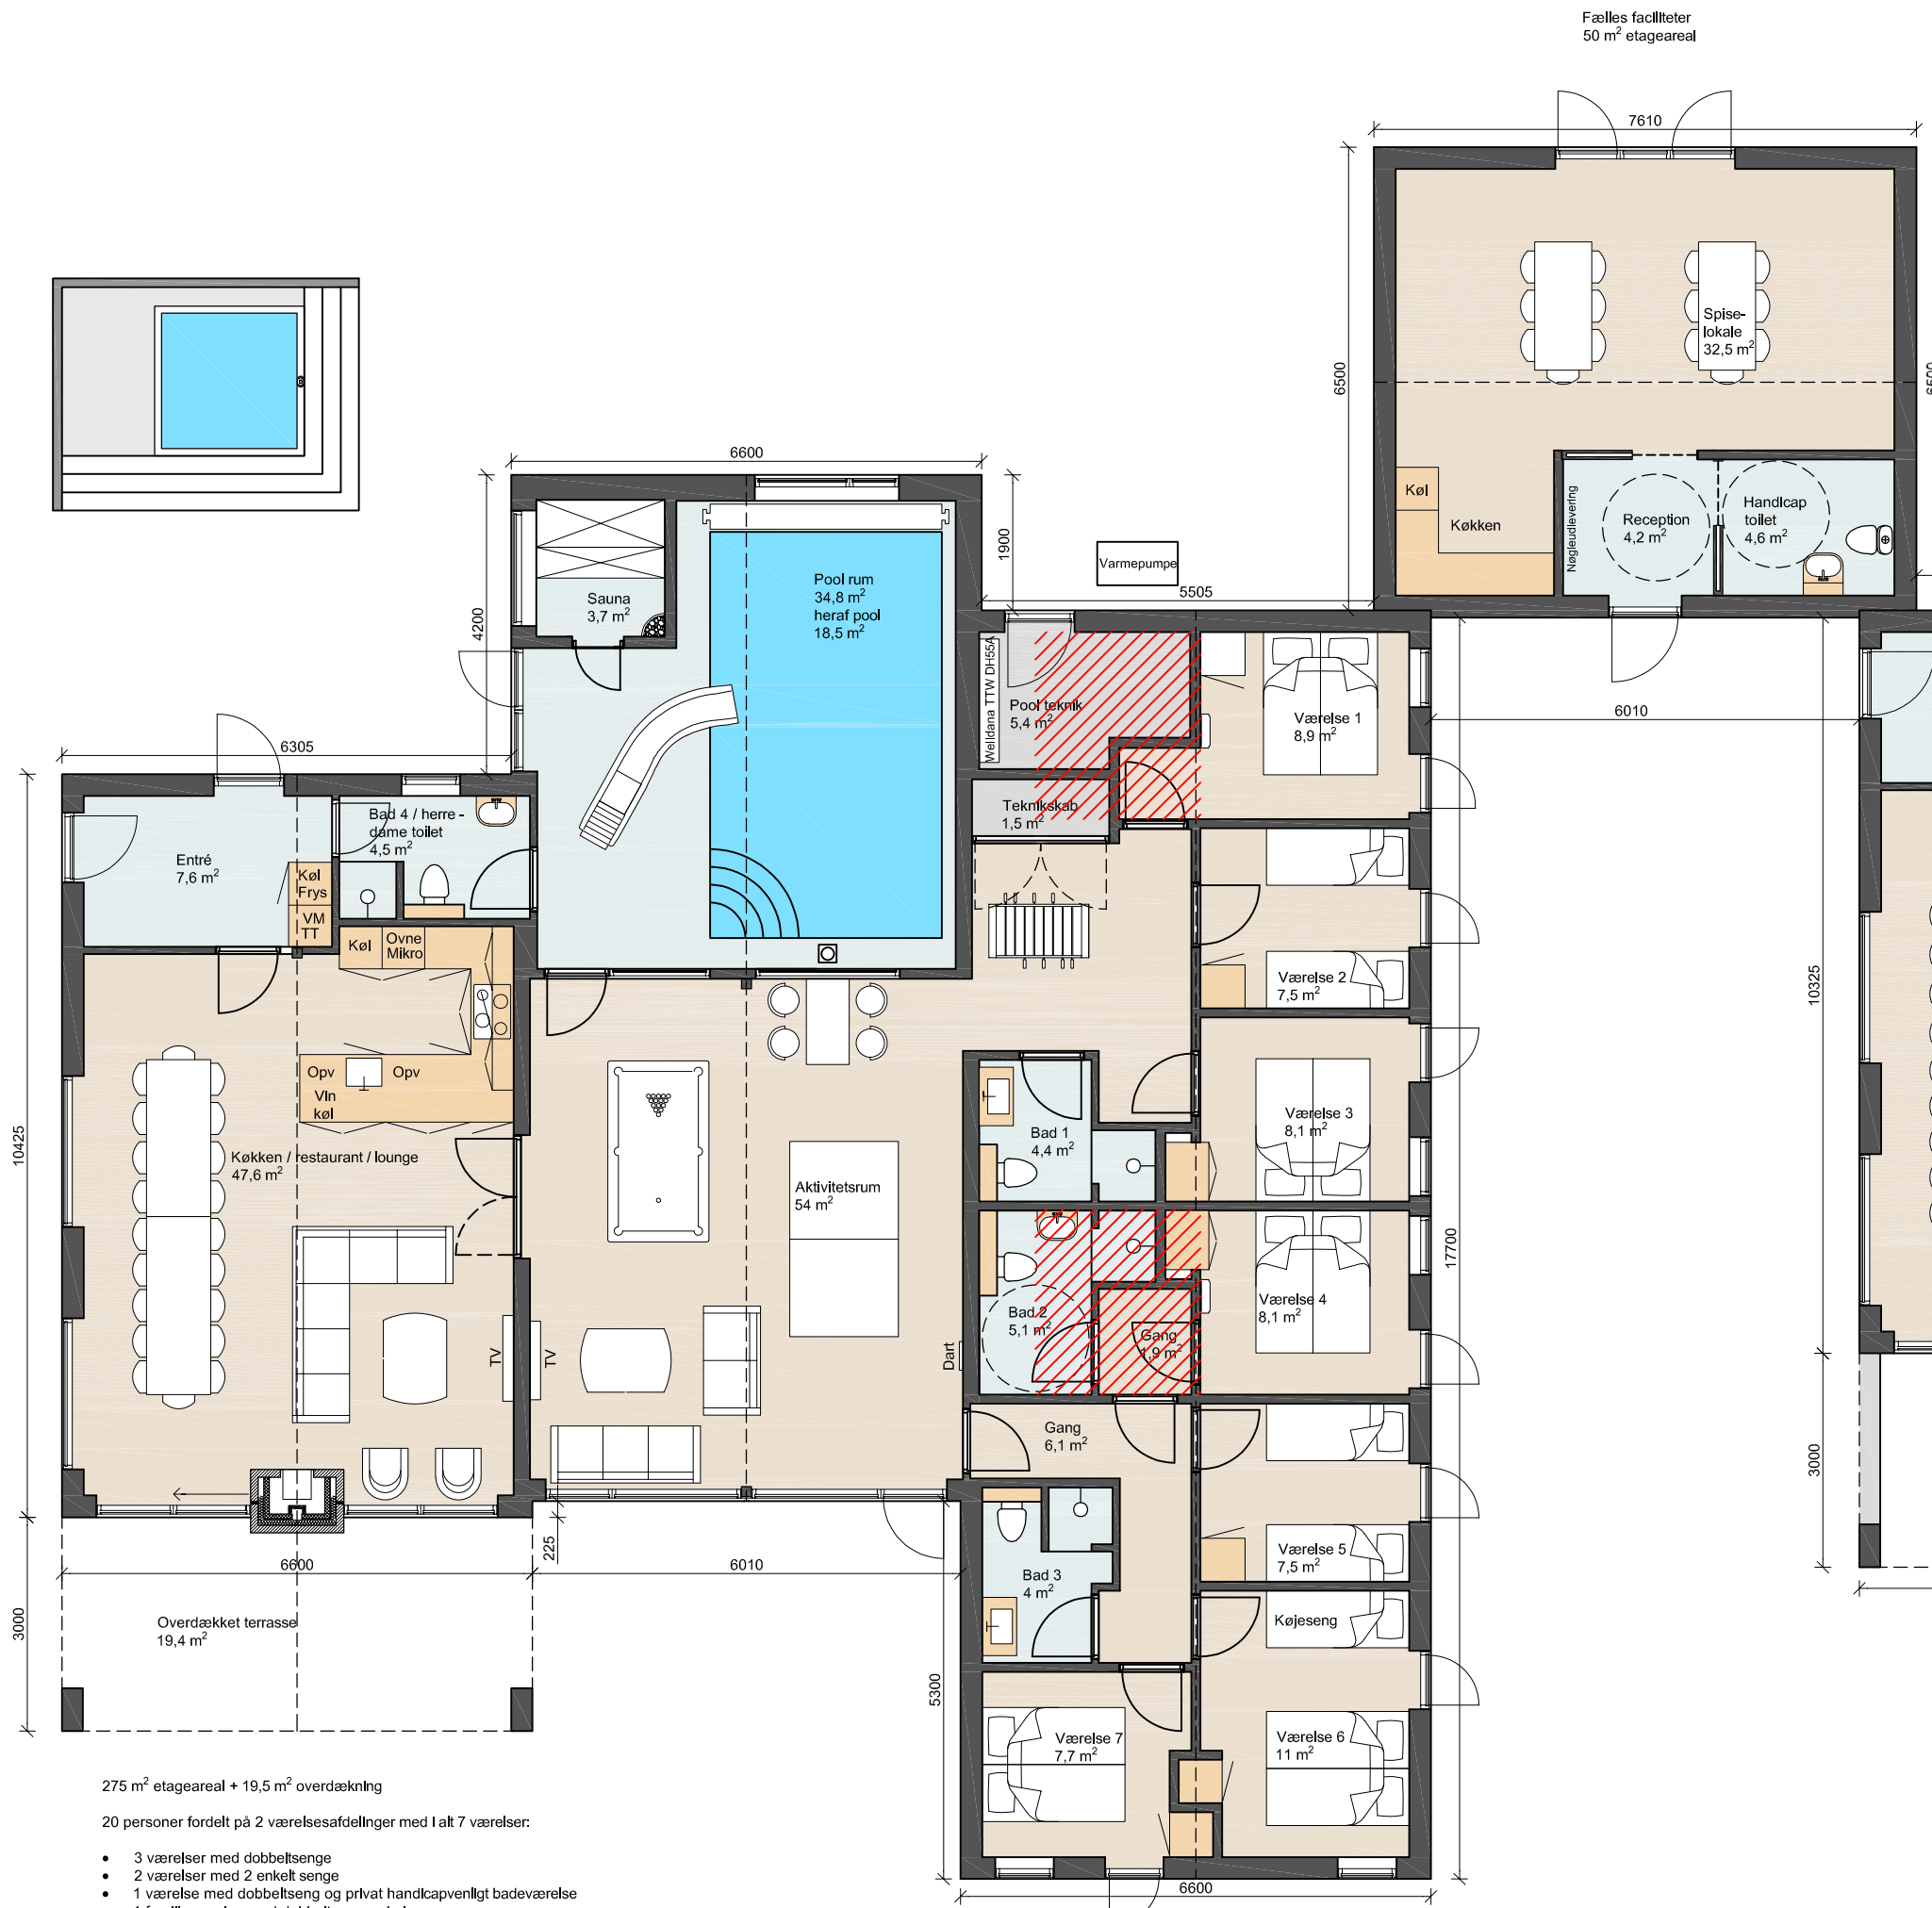 Fælles faciliteter
50 m² etageareal
7610
6500
6500
Spise-
lokale
32,5 m²
Køl
Køkken
Nøgleudlevering
Reception
4,2 m²
Handicap
toilet
4,6 m²
6600
4200
1900
Varmepumpe
5505
Sauna
3,7 m²
Pool rum
34,8 m²
heraf pool
18,5 m²
Welldana TTW DH55A
Pool teknik
5,4 m²
Værelse 1
8,9 m²
6010
6305
Teknikskab
1,5 m²
Bad 4 / herre -
dame toilet
4,5 m²
Entré
7,6 m²
Køl
Frys
VM
TT
Køl
Ovne
Mikro
Værelse 2
7,5 m²
10325
Opv
Opv
Vin
køl
10425
Køkken / restaurant / lounge
47,6 m²
Aktivitetsrum
54 m²
Bad 1
4,4 m²
Værelse 3
8,1 m²
17700
Bad 2
5,1 m²
Gang
1,9 m²
Værelse 4
8,1 m²
TV
TV
Dart
Gang
6,1 m²
3000
Værelse 5
7,5 m²
225
6600
6010
Bad 3
4 m²
Køjeseng
3000
Overdækket terrasse
19,4 m²
5300
Værelse 7
7,7 m²
Værelse 6
11 m²
6600
275 m² etageareal + 19,5 m² overdækning
20 personer fordelt på 2 værelsesafdelinger med i alt 7 værelser:
• 3 værelser med dobbeltsenge
• 2 værelser med 2 enkelt senge
• 1 værelse med dobbeltseng og privat handicapvenligt badeværelse